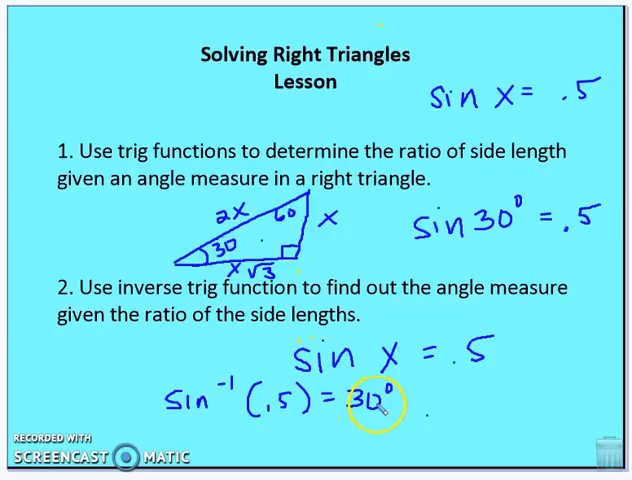 Solving Right Triangles
Lesson
sin x = .5
1. Use trig functions to determine the ratio of side length
given an angle measure in a right triangle.
2x 60 x
30
x √3
sin 30° = .5
2. Use inverse trig function to find out the angle measure
given the ratio of the side lengths.
sin x = .5
sin⁻¹ (.5) = 30°
RECORDED WITH
SCREENCAST MATIC